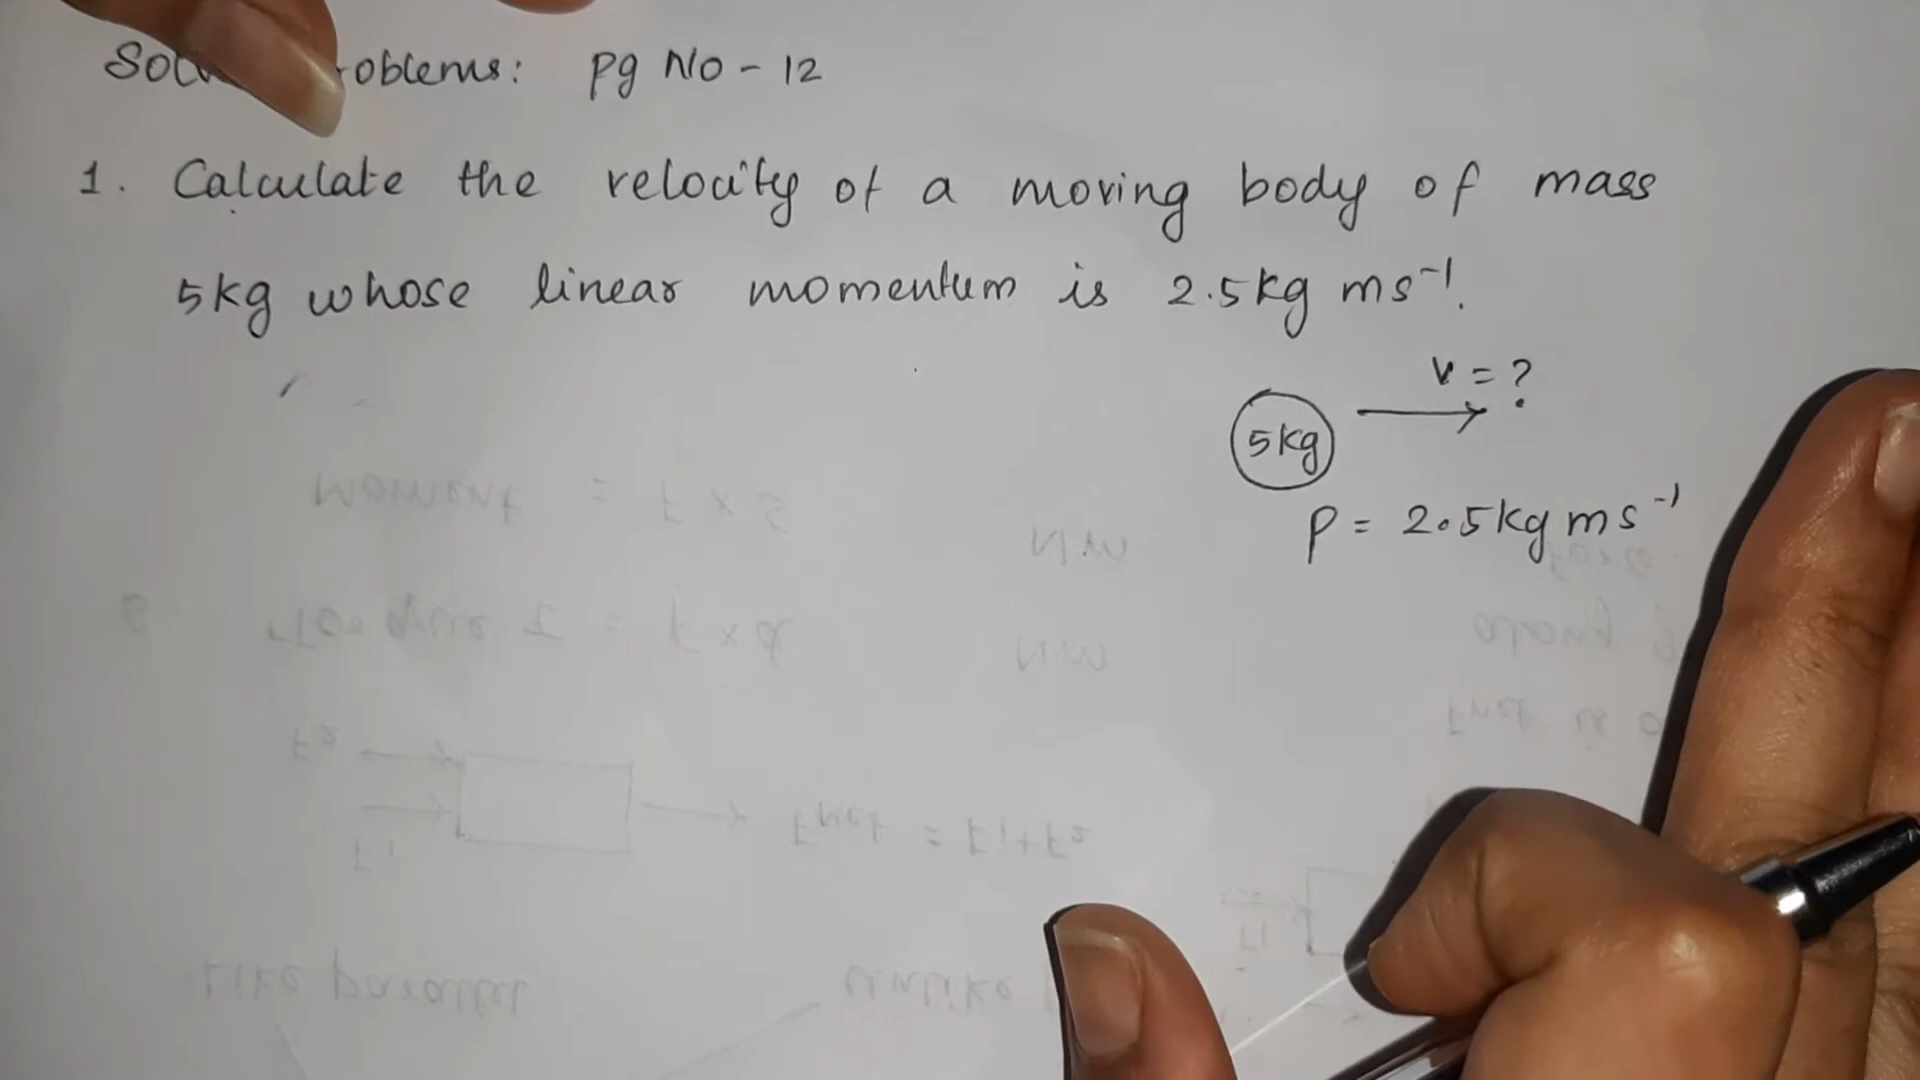 oblems: Pg No - 12
1. Calculate the velocity of a moving body of mass
5kg whose linear momentum is 2.5kg ms⁻¹.
v = ?
5kg
P = 2.5kg ms⁻¹